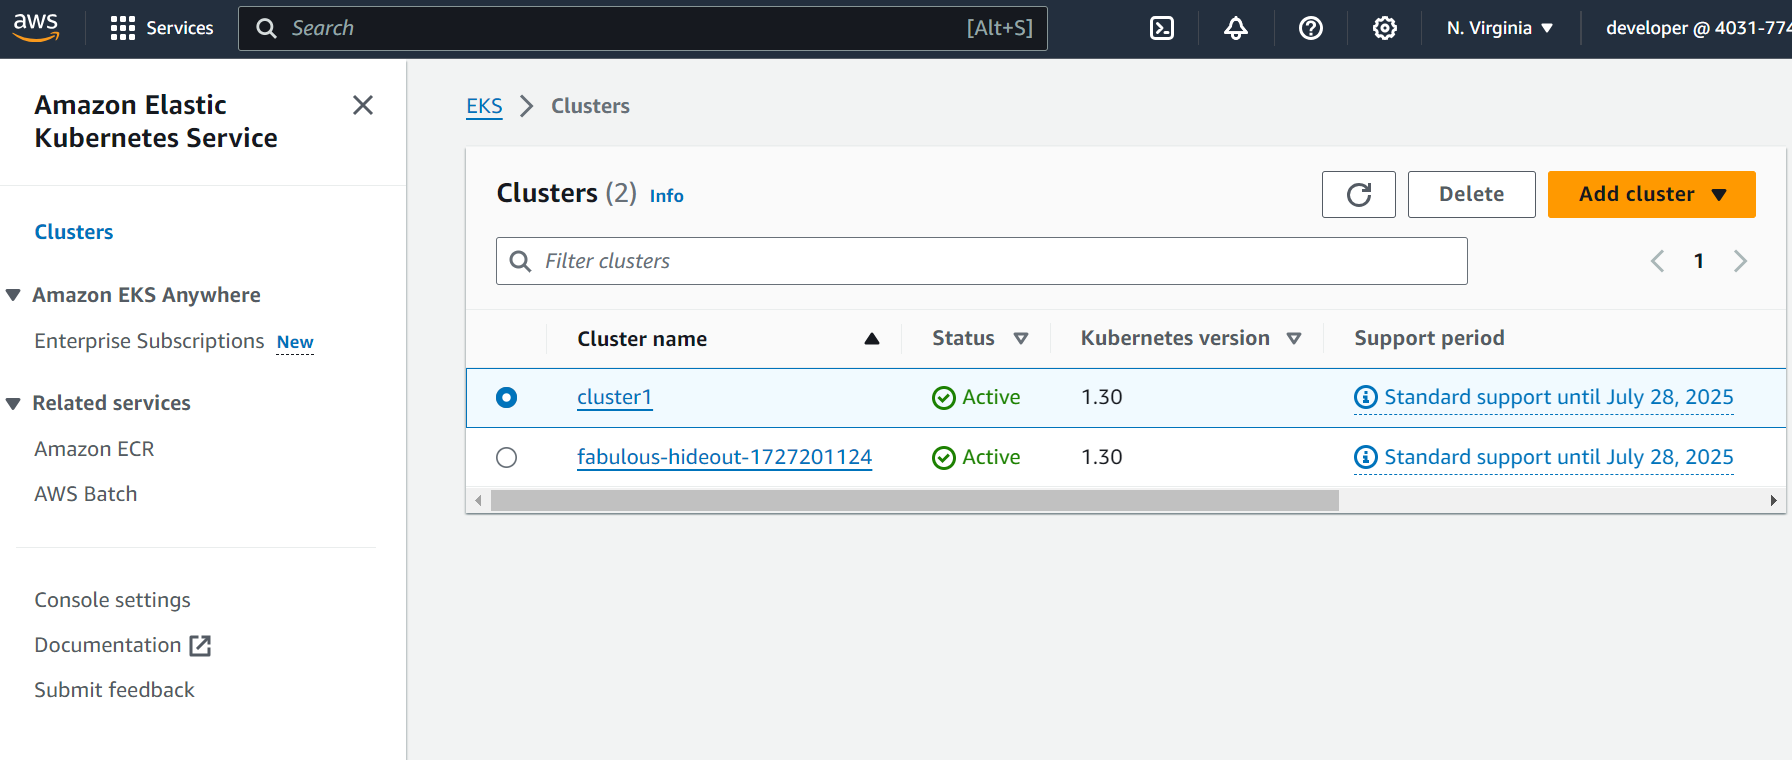 aws
Services
Search [Alt+S]
N. Virginia
developer @ 4031-774
Amazon Elastic
Kubernetes Service
Clusters
Amazon EKS Anywhere
Enterprise Subscriptions New
Related services
Amazon ECR
AWS Batch
Console settings
Documentation
Submit feedback
EKS > Clusters
Clusters (2) Info
Delete
Add cluster
Filter clusters
1
Cluster name Status Kubernetes version Support period
cluster1 Active 1.30 Standard support until July 28, 2025
fabulous-hideout-1727201124 Active 1.30 Standard support until July 28, 2025